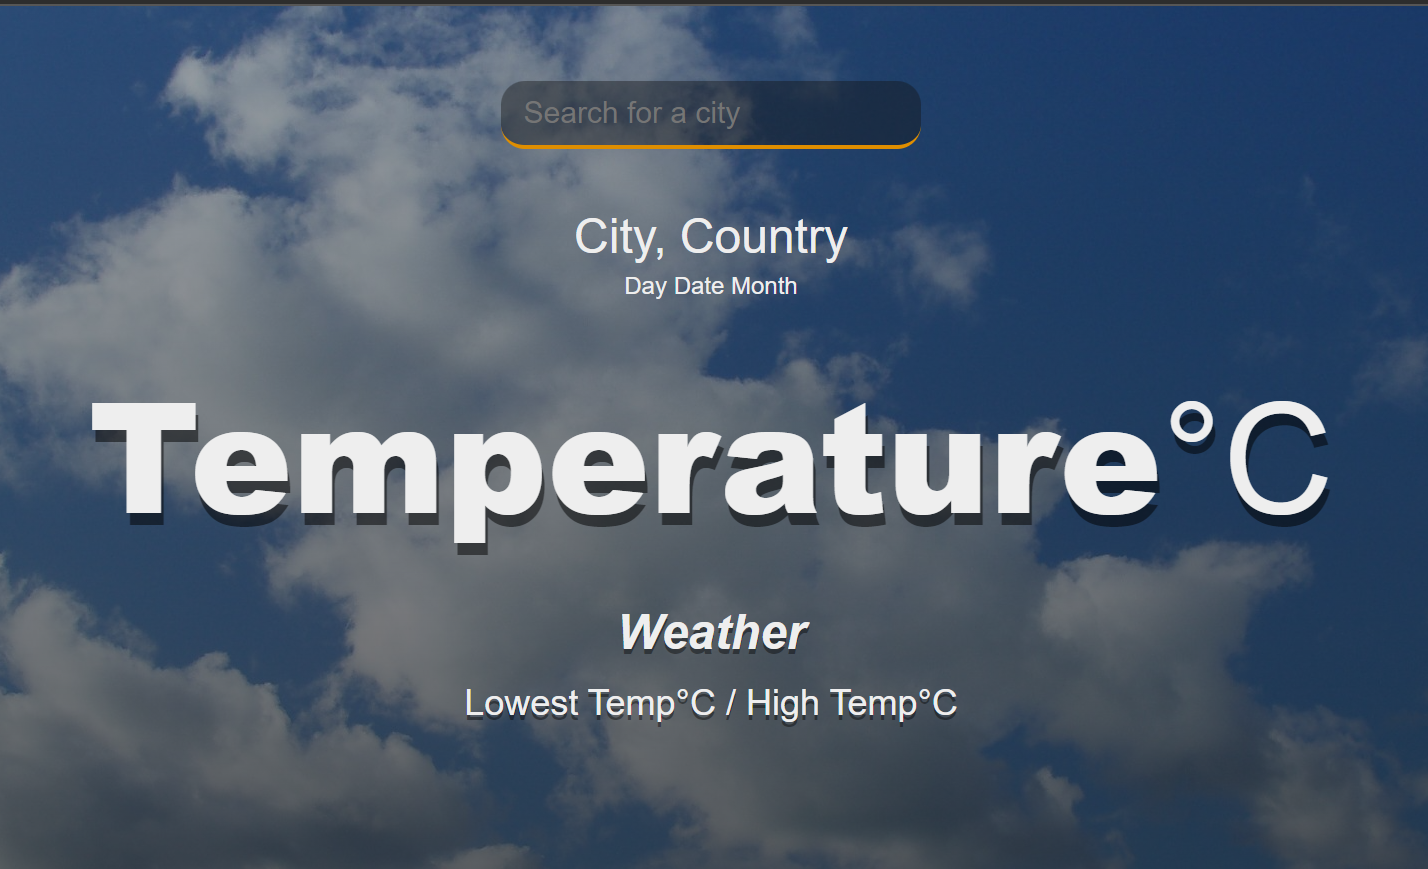 Search for a city
City, Country
Day Date Month
Temperature°C
Weather
Lowest Temp°C / High Temp°C